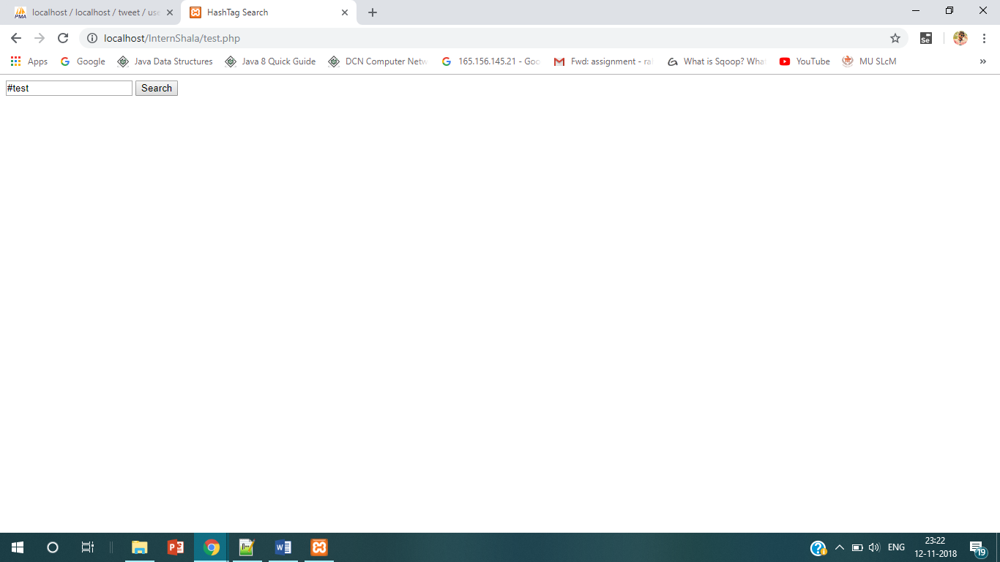 PMA localhost / localhost / tweet / use HashTag Search
localhost/InternShala/test.php Se
Apps Google Java Data Structures Java 8 Quick Guide DCN Computer Netw 165.156.145.21 - Goo Fwd: assignment - ra What is Sqoop? Wha YouTube MU SLcM »
#test Search
23:22
ENG
12-11-2018
19